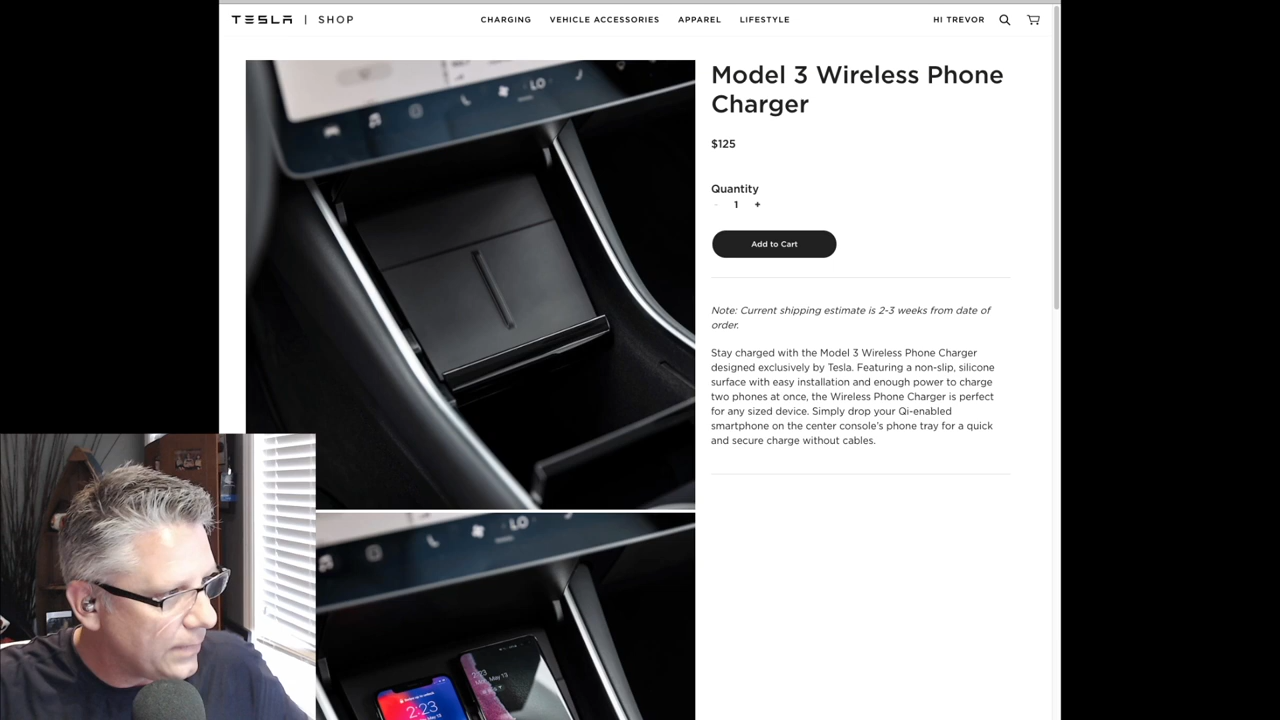 TESLA | SHOP
CHARGING VEHICLE ACCESSORIES APPAREL LIFESTYLE
HI TREVOR
Model 3 Wireless Phone
Charger
$125
Quantity
- 1 +
Add to Cart
Note: Current shipping estimate is 2-3 weeks from date of
order.
Stay charged with the Model 3 Wireless Phone Charger
designed exclusively by Tesla. Featuring a non-slip, silicone
surface with easy installation and enough power to charge
two phones at once, the Wireless Phone Charger is perfect
for any sized device. Simply drop your Qi-enabled
smartphone on the center console's phone tray for a quick
and secure charge without cables.
LO
LO
2:23
2:23
Mon, May 13